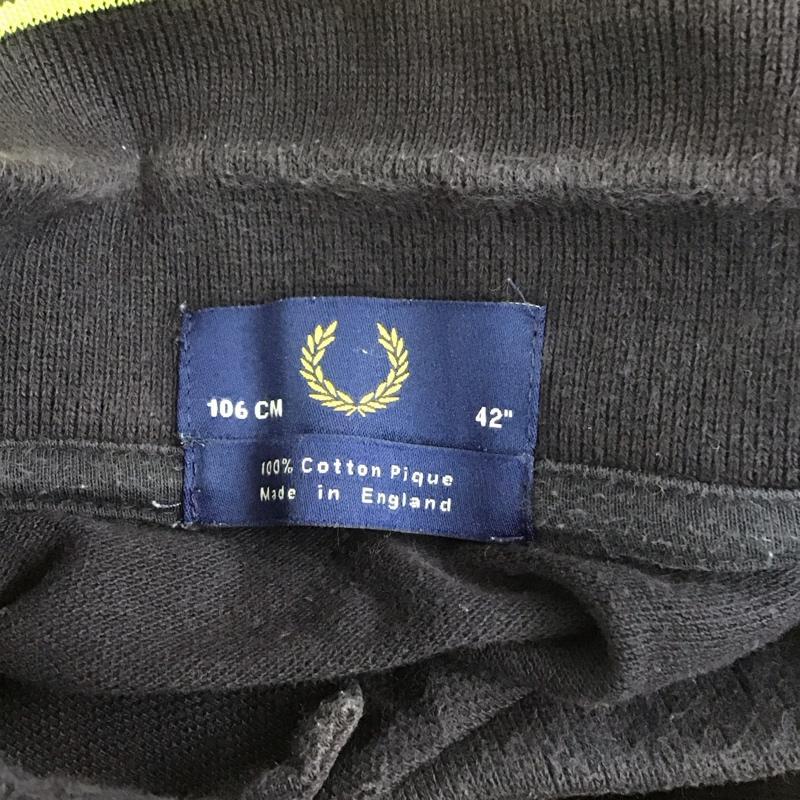 106 CM 42"
100% Cotton Pique
Made in England